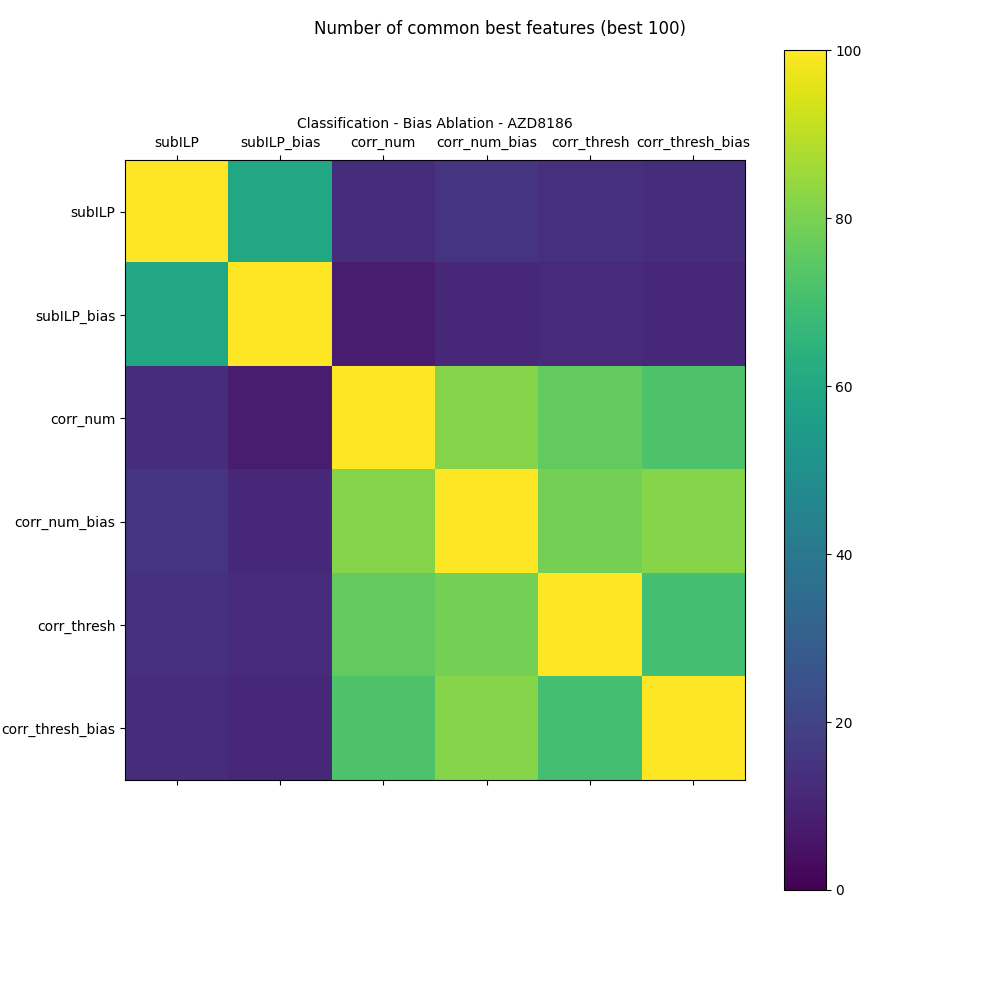 Number of common best features (best 100)
Classification - Bias Ablation - AZD8186
subILP subILP_bias corr_num corr_num_bias corr_thresh corr_thresh_bias
subILP
subILP_bias
corr_num
corr_num_bias
corr_thresh
corr_thresh_bias
100
80
60
40
20
0